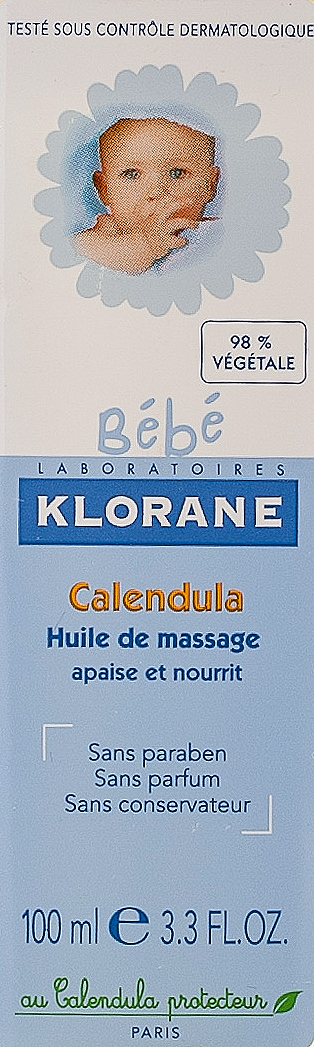 TESTÉ SOUS CONTRÔLE DERMATOLOGIQUE
98 %
VÉGÉTALE
Bébé
LABORATOIRES
KLORANE
Calendula
Huile de massage
apaise et nourrit
Sans paraben
Sans parfum
Sans conservateur
100 ml e 3.3 FL.OZ.
au Calendula protecteur
PARIS